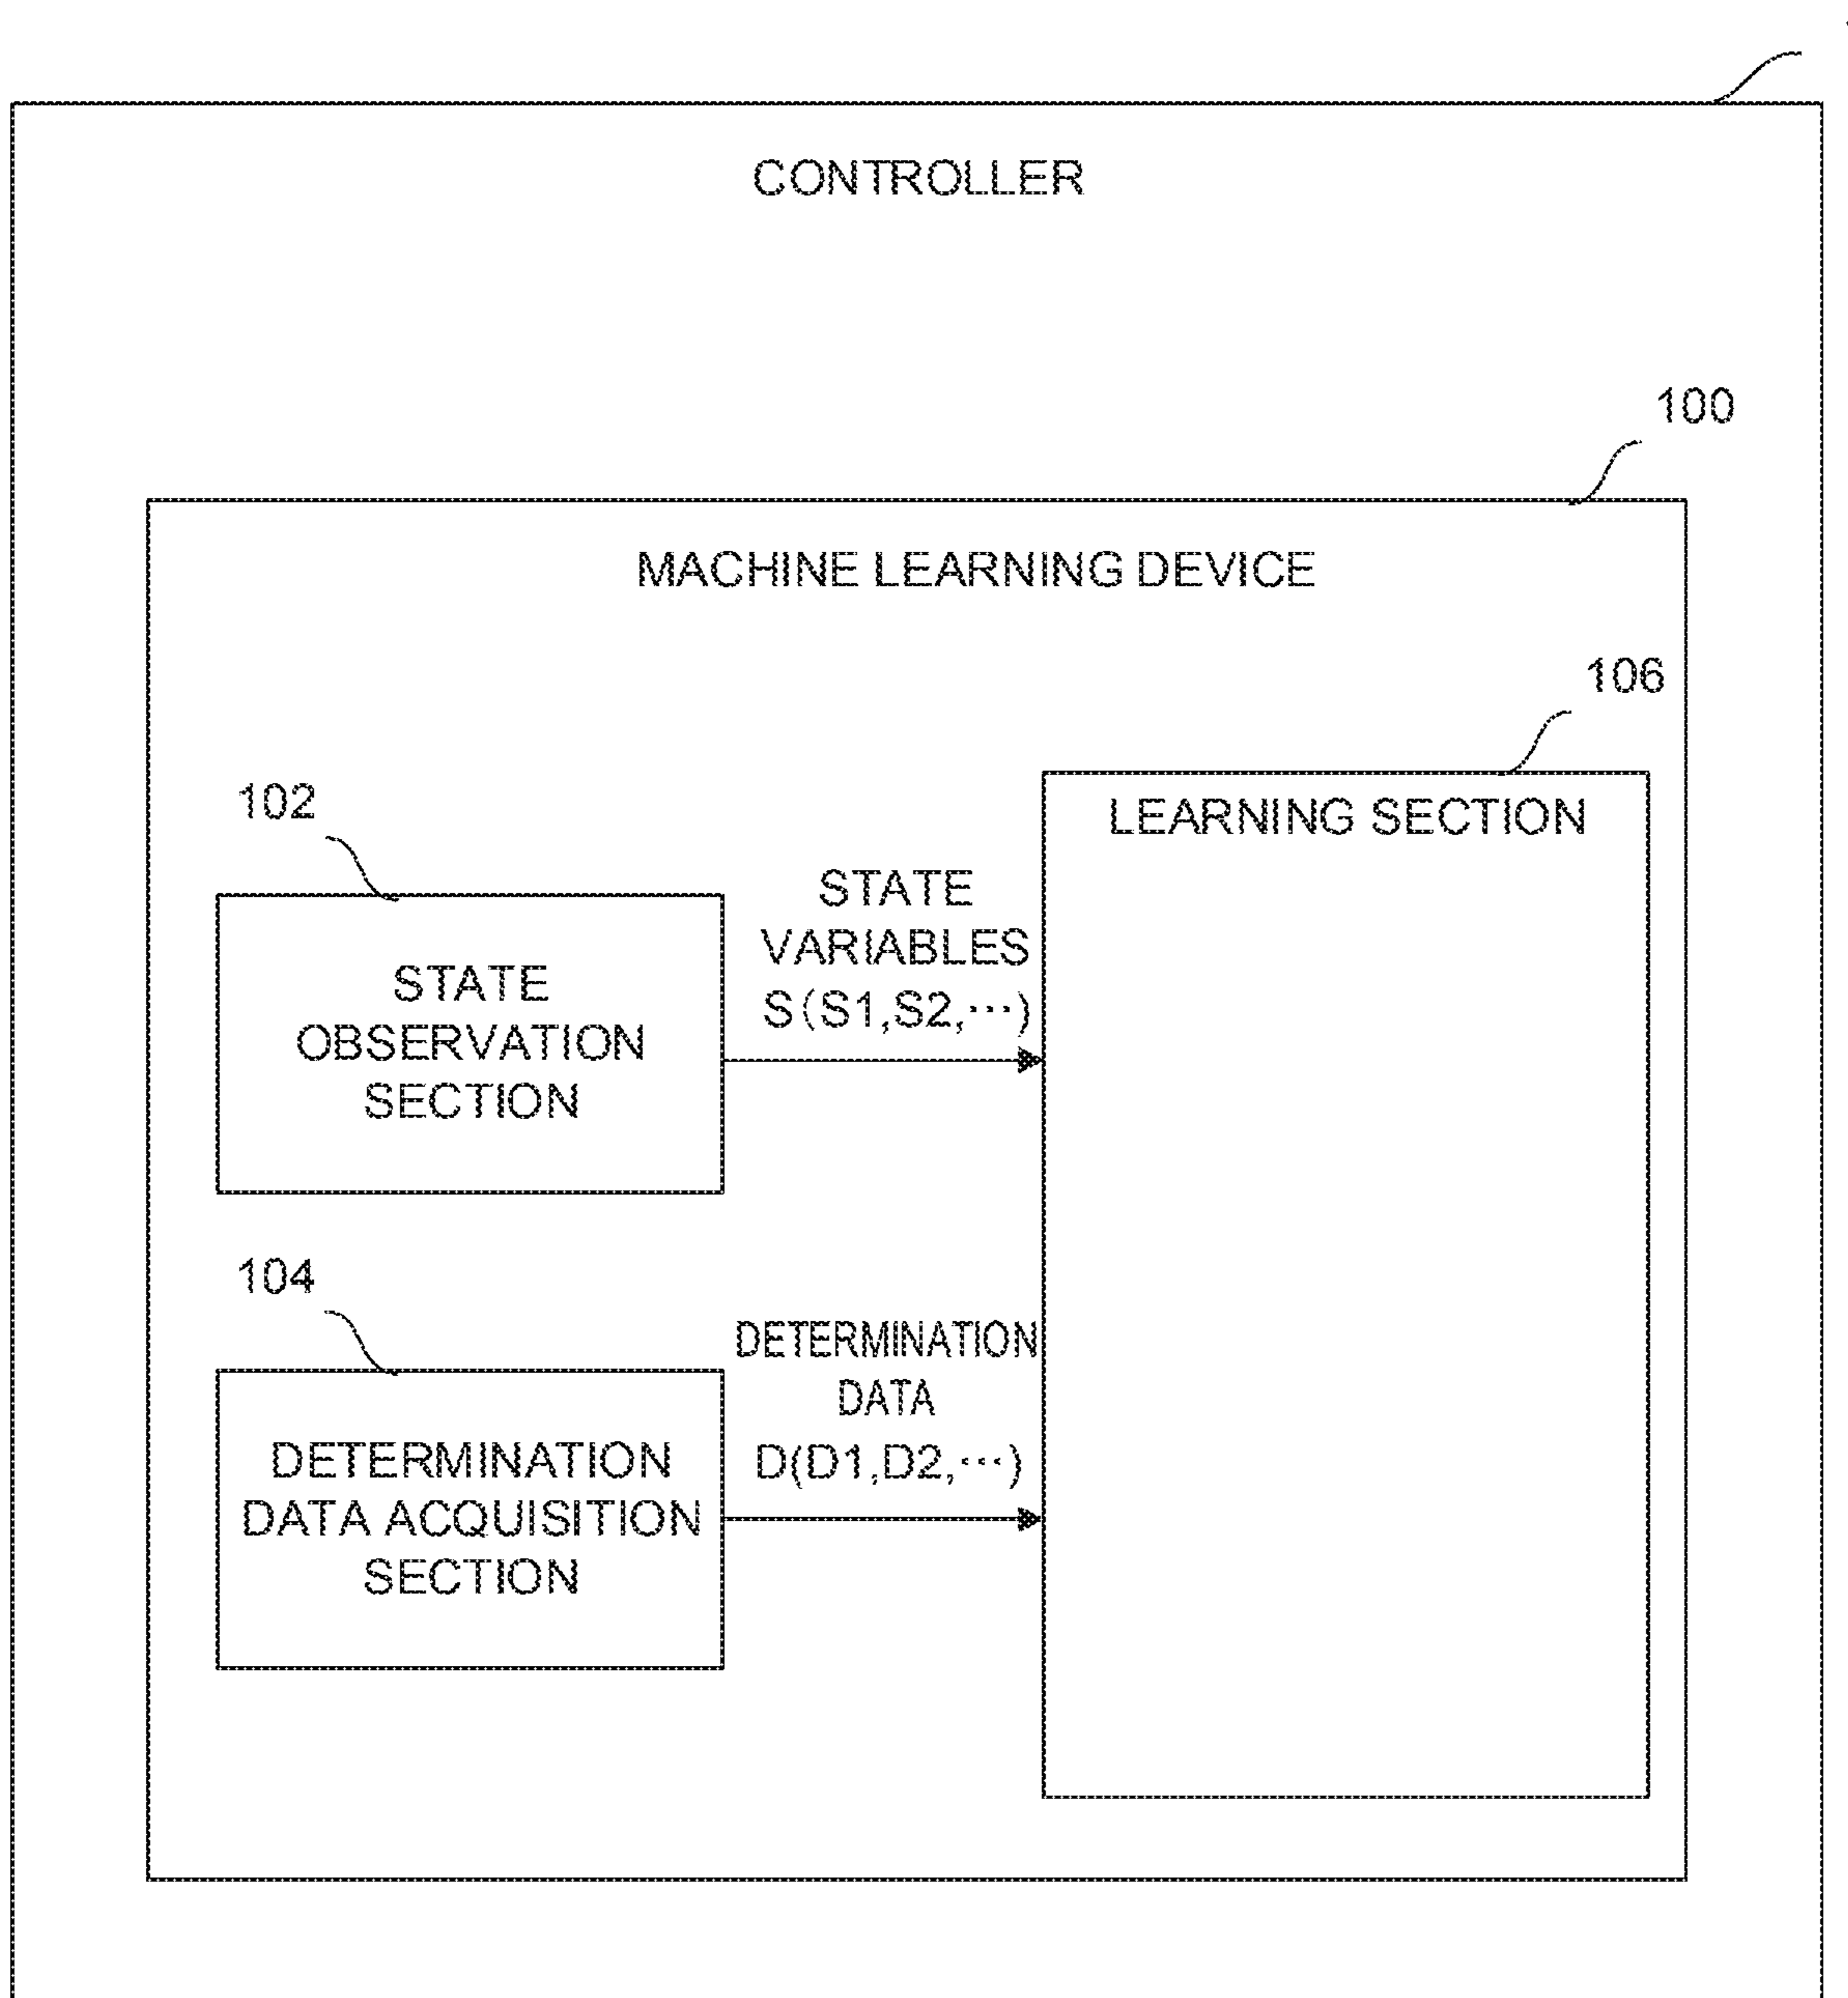 CONTROLLER
100
MACHINE LEARNING DEVICE
106
LEARNING SECTION
102
STATE
OBSERVATION
SECTION
STATE
VARIABLES
S(S1,S2,⋯)
104
DETERMINATION
DATA ACQUISITION
SECTION
DETERMINATION
DATA
D(D1,D2,⋯)